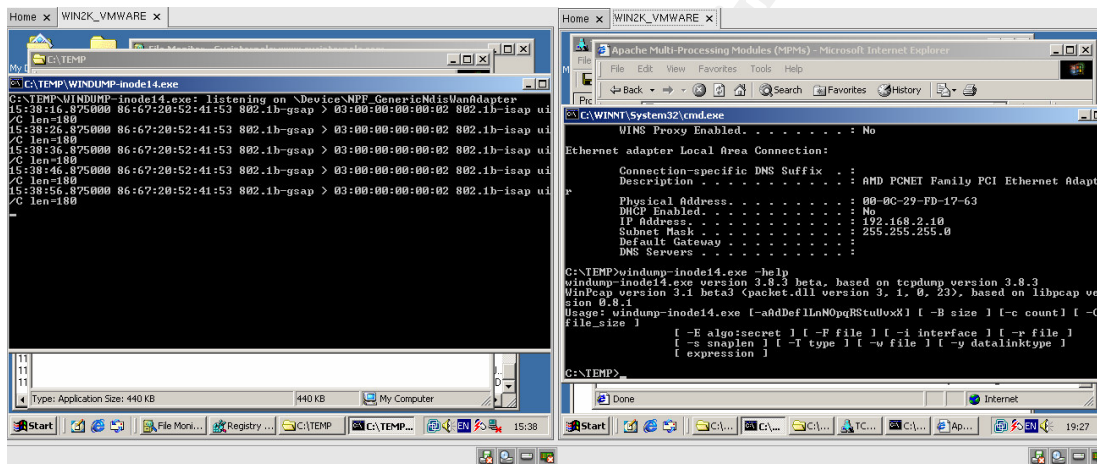 Home x WIN2K_VMWARE x
C:\TEMP
C:\TEMP\WINDUMP-inode14.exe
C:\TEMP\WINDUMP-inode14.exe: listening on \Device\NPF_GenericNdisWanAdapter
15:38:16.875000 86:67:20:52:41:53 802.1b-gsap > 03:00:00:00:00:02 802.1b-isap ui
/C len=180
15:38:26.875000 86:67:20:52:41:53 802.1b-gsap > 03:00:00:00:00:02 802.1b-isap ui
/C len=180
15:38:36.875000 86:67:20:52:41:53 802.1b-gsap > 03:00:00:00:00:02 802.1b-isap ui
/C len=180
15:38:46.875000 86:67:20:52:41:53 802.1b-gsap > 03:00:00:00:00:02 802.1b-isap ui
/C len=180
15:38:56.875000 86:67:20:52:41:53 802.1b-gsap > 03:00:00:00:00:02 802.1b-isap ui
/C len=180
11
11
11
Type: Application Size: 440 KB 440 KB My Computer
Start File Moni... Registry ... C:\TEMP C:\TEMP... EN 15:38
Home x WIN2K_VMWARE x
Apache Multi-Processing Modules (MPMs) - Microsoft Internet Explorer
File Edit View Favorites Tools Help
Back Search Favorites History
C:\WINNT\System32\cmd.exe
WINS Proxy Enabled. . . . . . . . : No
Ethernet adapter Local Area Connection:
Connection-specific DNS Suffix . :
Description . . . . . . . . . . . : AMD PCNET Family PCI Ethernet Adapt
r
Physical Address. . . . . . . . . : 00-0C-29-FD-17-63
DHCP Enabled. . . . . . . . . . . : No
IP Address. . . . . . . . . . . . : 192.168.2.10
Subnet Mask . . . . . . . . . . . : 255.255.255.0
Default Gateway . . . . . . . . . :
DNS Servers . . . . . . . . . . . :
C:\TEMP>windump-inode14.exe -help
windump-inode14.exe version 3.8.3 beta, based on tcpdump version 3.8.3
WinPcap version 3.1 beta3 (packet.dll version 3, 1, 0, 23), based on libpcap ve
sion 0.8.1
Usage: windump-inode14.exe [-aAdDeflLnNOpqRStuUvxX] [ -B size ] [-c count] [ -C
file_size ]
[ -E algo:secret ] [ -F file ] [ -i interface ] [ -r file ]
[ -s snaplen ] [ -T type ] [ -w file ] [ -y datalinktype ]
[ expression ]
C:\TEMP>_
Done Internet
Start C:\... C:\... C:\... TC... C:\... Ap... EN 19:27